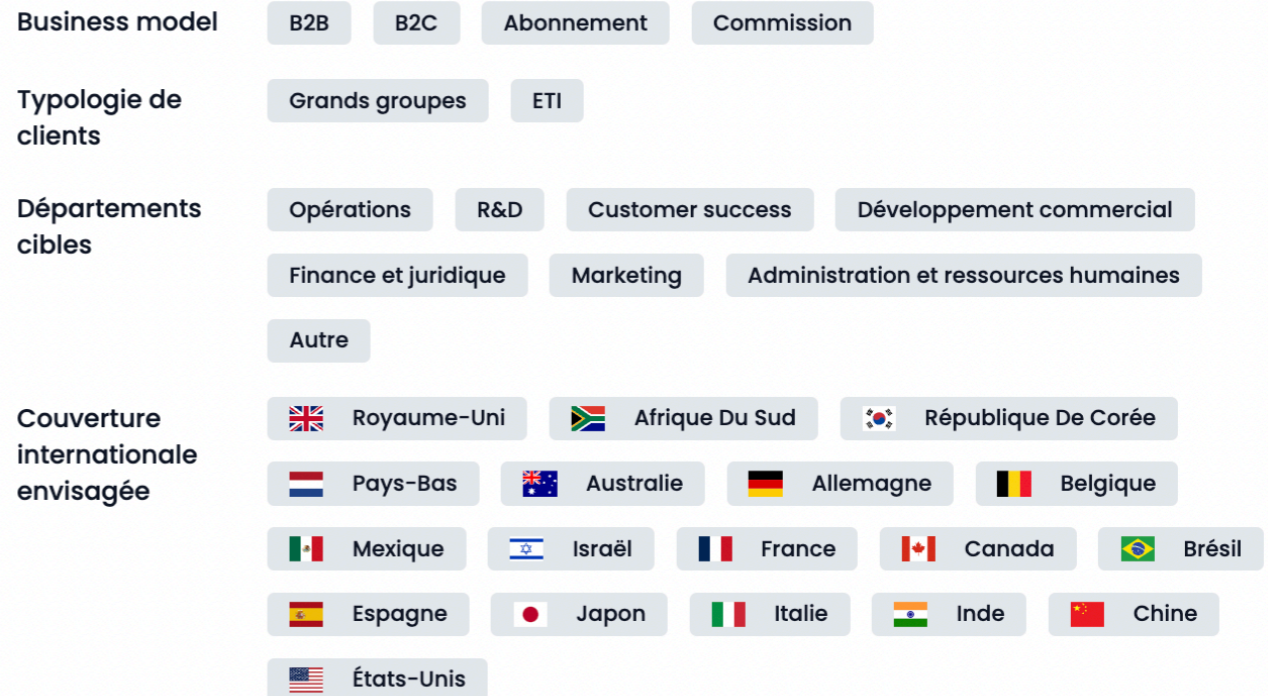 Business model B2B B2C Abonnement Commission
Typologie de clients
Grands groupes ETI
Départements cibles
Opérations R&D Customer success Développement commercial
Finance et juridique Marketing Administration et ressources humaines
Autre
Couverture internationale envisagée
Royaume-Uni Afrique Du Sud République De Corée
Pays-Bas Australie Allemagne Belgique
Mexique Israël France Canada Brésil
Espagne Japon Italie Inde Chine
États-Unis